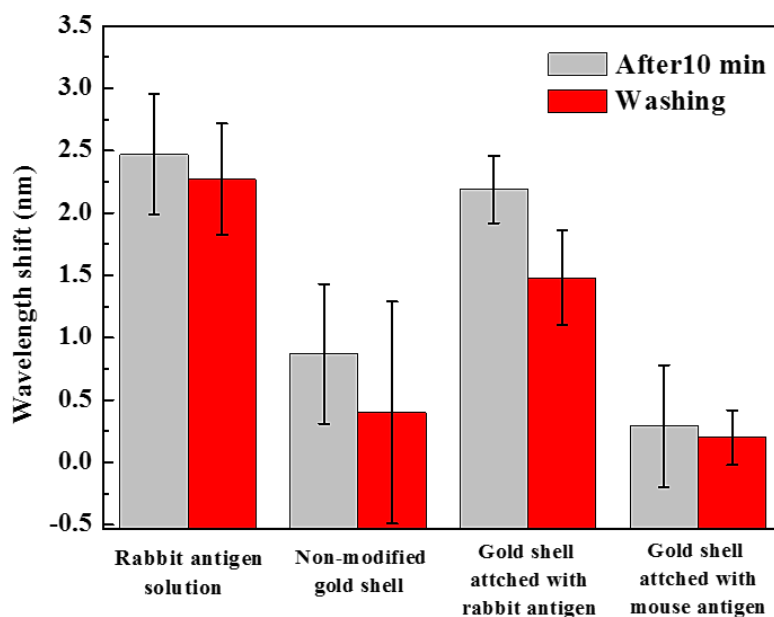 3.5
3.0
2.5
2.0
1.5
1.0
0.5
0.0
-0.5
Wavelength shift (nm)
After10 min
Washing
Rabbit antigen
solution
Non-modified
gold shell
Gold shell
attched with
rabbit antigen
Gold shell
attched with
mouse antigen